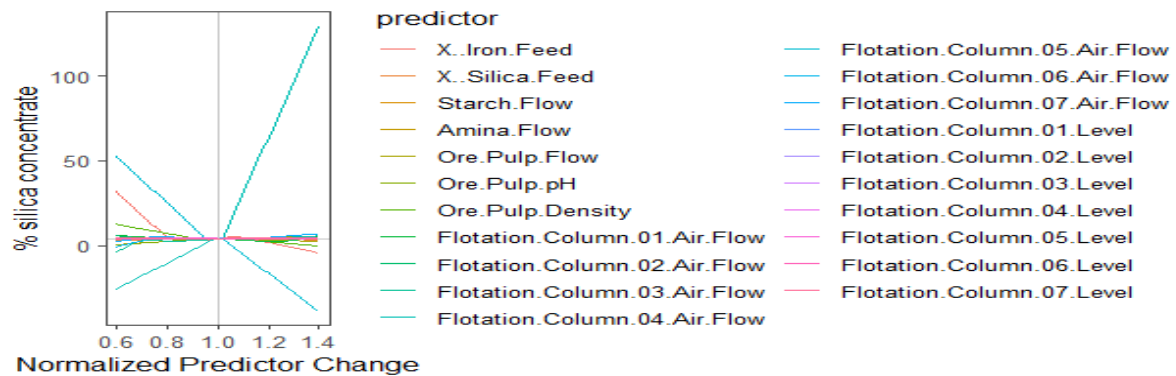 predictor
X..Iron.Feed
X..Silica.Feed
Starch.Flow
Amina.Flow
Ore.Pulp.Flow
Ore.Pulp.pH
Ore.Pulp.Density
Flotation.Column.01.Air.Flow
Flotation.Column.02.Air.Flow
Flotation.Column.03.Air.Flow
Flotation.Column.04.Air.Flow
Flotation.Column.05.Air.Flow
Flotation.Column.06.Air.Flow
Flotation.Column.07.Air.Flow
Flotation.Column.01.Level
Flotation.Column.02.Level
Flotation.Column.03.Level
Flotation.Column.04.Level
Flotation.Column.05.Level
Flotation.Column.06.Level
Flotation.Column.07.Level
% silica concentrate
100
50
0
0.6 0.8 1.0 1.2 1.4
Normalized Predictor Change